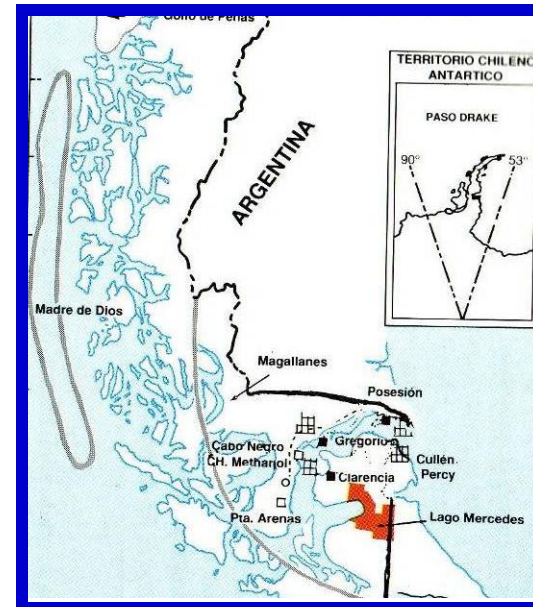 Golfo de Penas
TERRITORIO CHILENO
ANTARTICO
PASO DRAKE
90°
53°
ARGENTINA
Madre de Dios
Magallanes
Posesión
Cabo Negro
CH. Methanol
Gregorio
Cullén
Percy
Clarencia
Pta. Arenas
Lago Mercedes